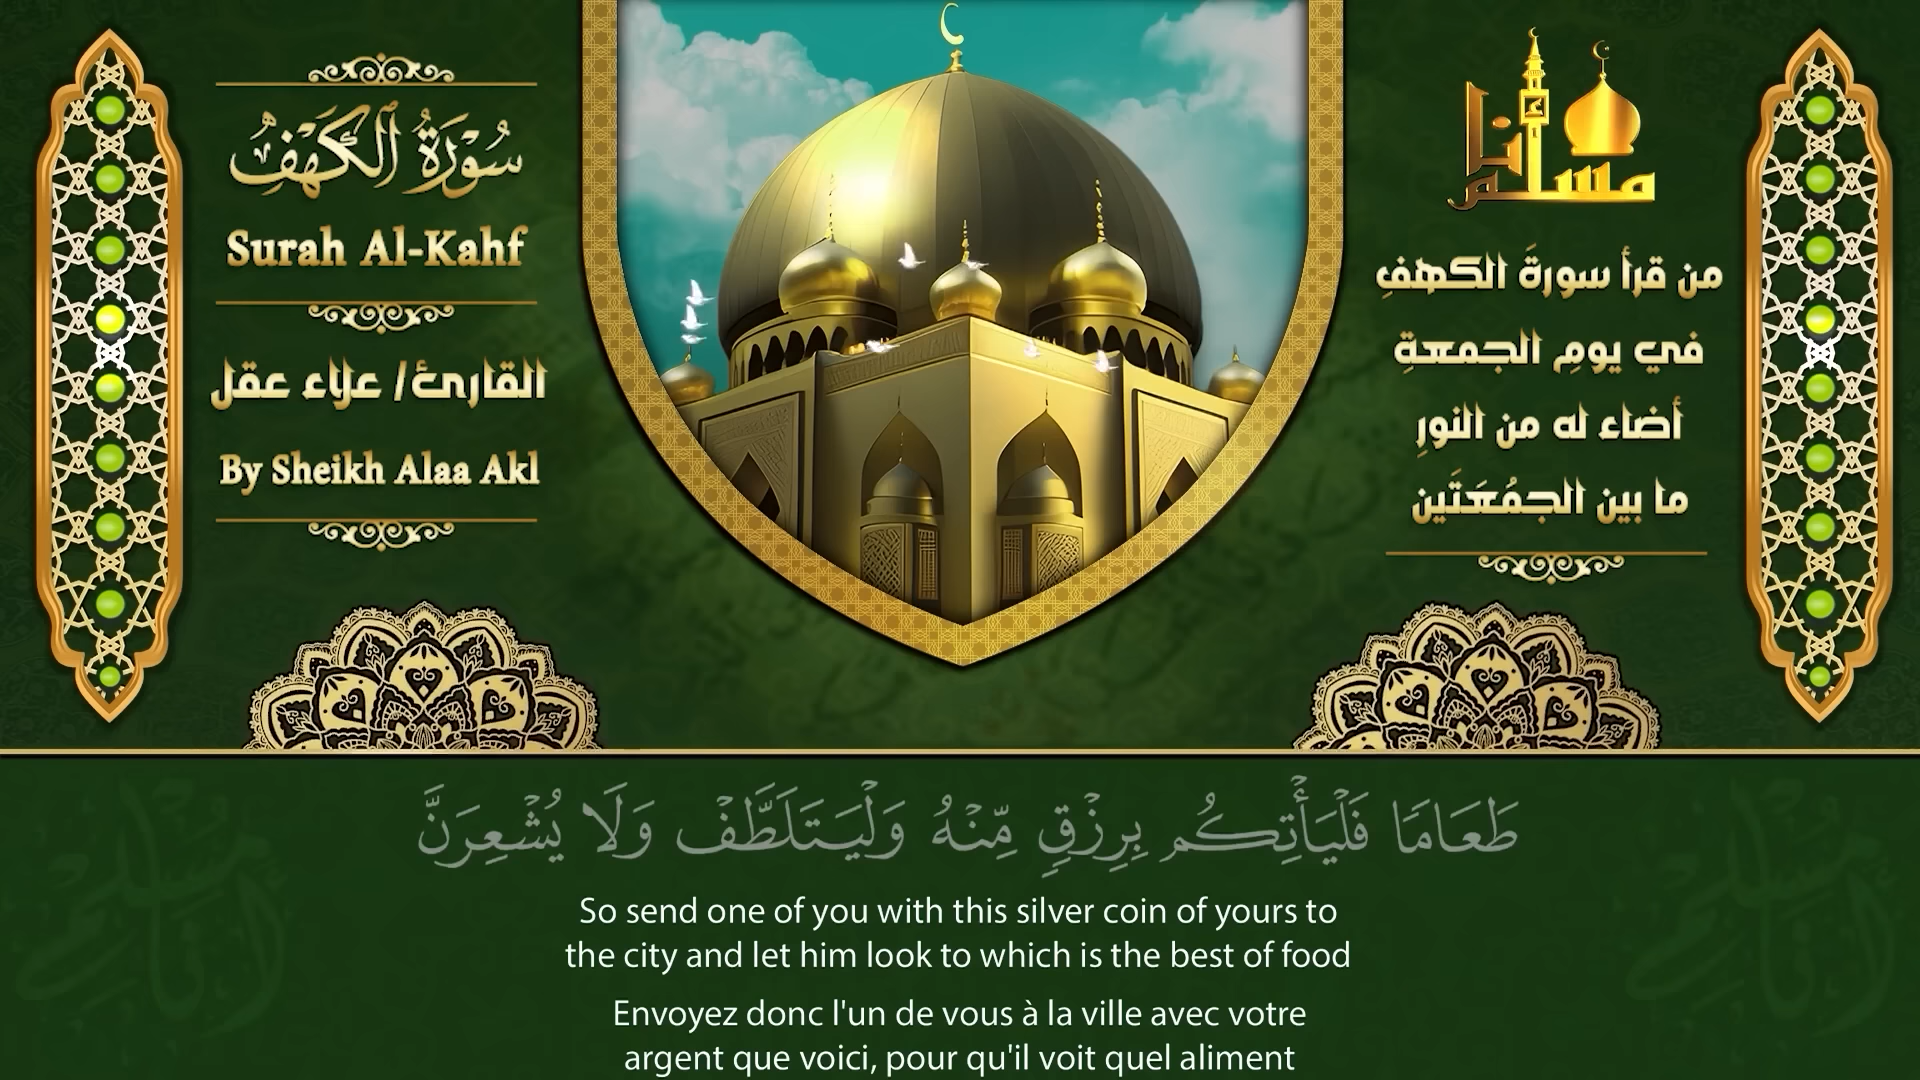 سُورَةُ الكَهْفِ
Surah Al-Kahf
القارئ/ علاء عقل
By Sheikh Alaa Akl
أنا مسلم
من قرأ سورةَ الكهفِ
في يومِ الجمعةِ
أضاء له من النورِ
ما بين الجمُعَتَين
طَعَامٗا فَلۡيَأۡتِكُم بِرِزۡقٖ مِّنۡهُ وَلۡيَتَلَطَّفۡ وَلَا يُشۡعِرَنَّ
So send one of you with this silver coin of yours to
the city and let him look to which is the best of food
Envoyez donc l'un de vous à la ville avec votre
argent que voici, pour qu'il voit quel aliment